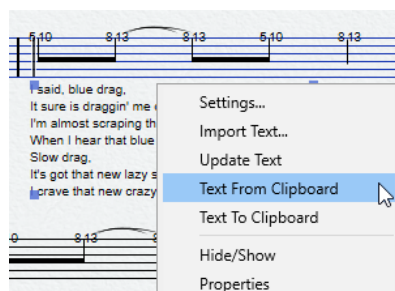 5 10 8 13 8 13 5 10 8 13
I said, blue drag,
It sure is draggin' me
I'm almost scraping th
When I hear that blue
Slow drag,
It's got that new lazy s
I crave that new crazy
Settings...
Import Text...
Update Text
Text From Clipboard
Text To Clipboard
Hide/Show
Properties
0 8 13 8